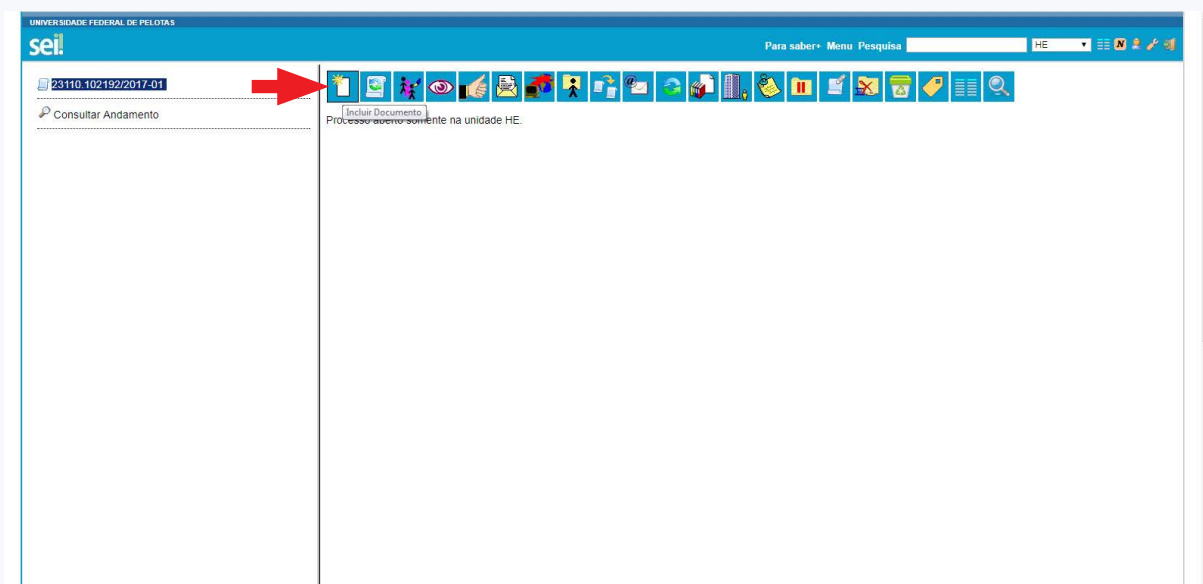 UNIVERSIDADE FEDERAL DE PELOTAS
sei!
Para saber+ Menu Pesquisa HE
23110.102192/2017-01
Consultar Andamento
Incluir Documento
Processo aberto somente na unidade HE.